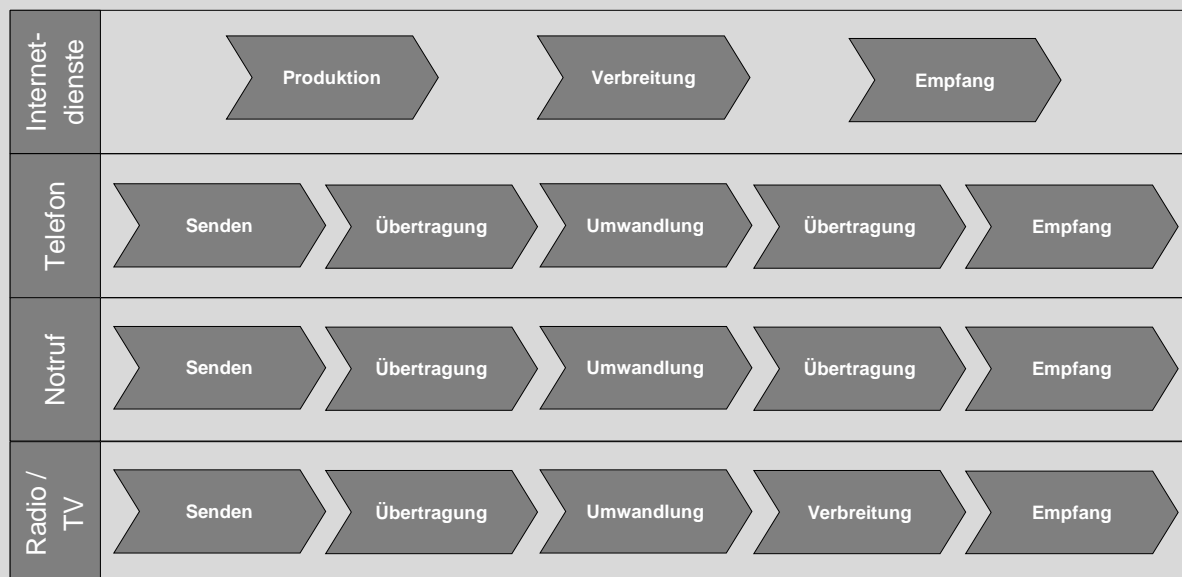 Internet-
dienste
Produktion
Verbreitung
Empfang
Telefon
Senden
Übertragung
Umwandlung
Übertragung
Empfang
Notruf
Senden
Übertragung
Umwandlung
Übertragung
Empfang
Radio /
TV
Senden
Übertragung
Umwandlung
Verbreitung
Empfang